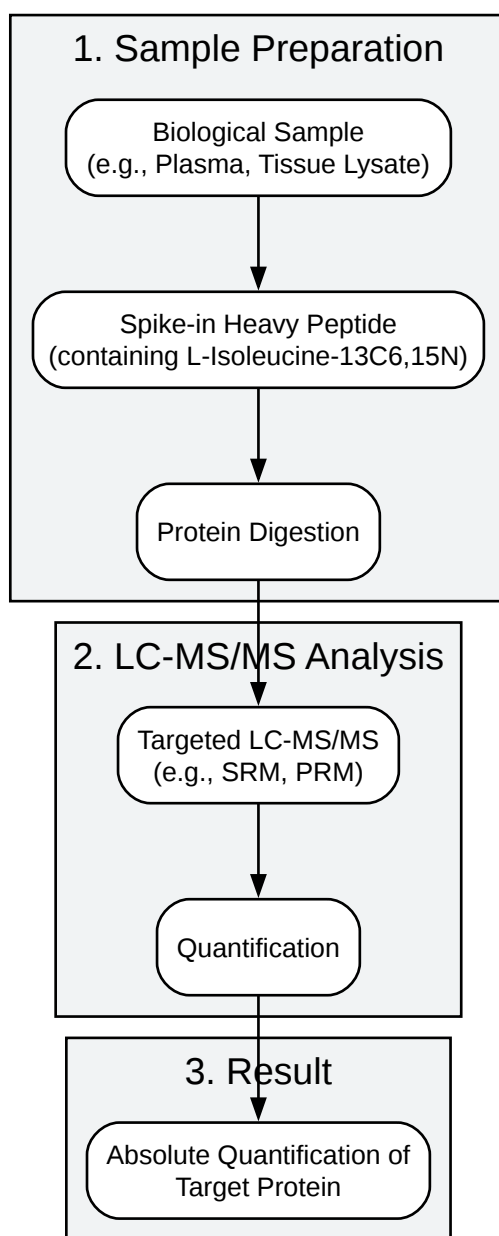 1. Sample Preparation
Biological Sample
(e.g., Plasma, Tissue Lysate)
Spike-in Heavy Peptide
(containing L-Isoleucine-13C6,15N)
Protein Digestion
2. LC-MS/MS Analysis
Targeted LC-MS/MS
(e.g., SRM, PRM)
Quantification
3. Result
Absolute Quantification of
Target Protein